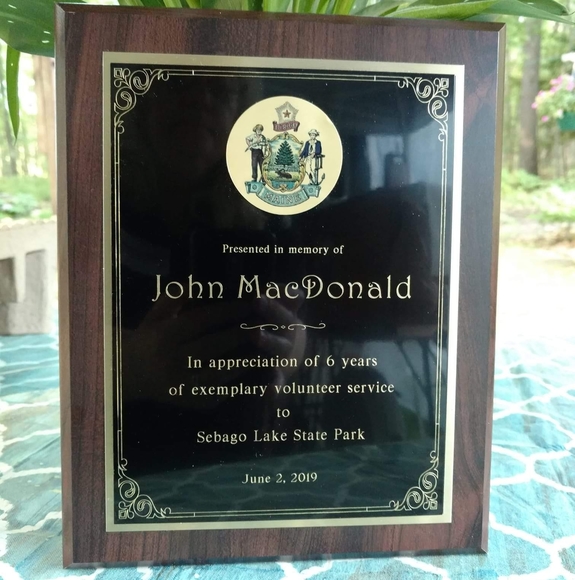 MAINE
Presented in memory of
John MacDonald
In appreciation of 6 years
of exemplary volunteer service
to
Sebago Lake State Park
June 2, 2019